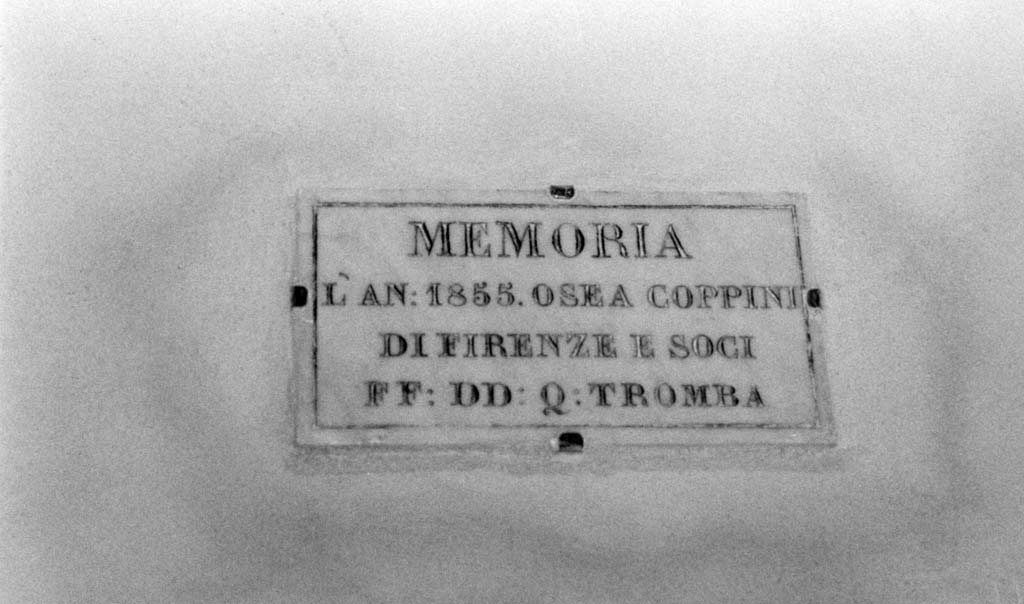 MEMORIA
L̀ AN: 1855. OSEA COPPINI
DI FIRENZE E SOCI
FF: DD: Q: TROMBA